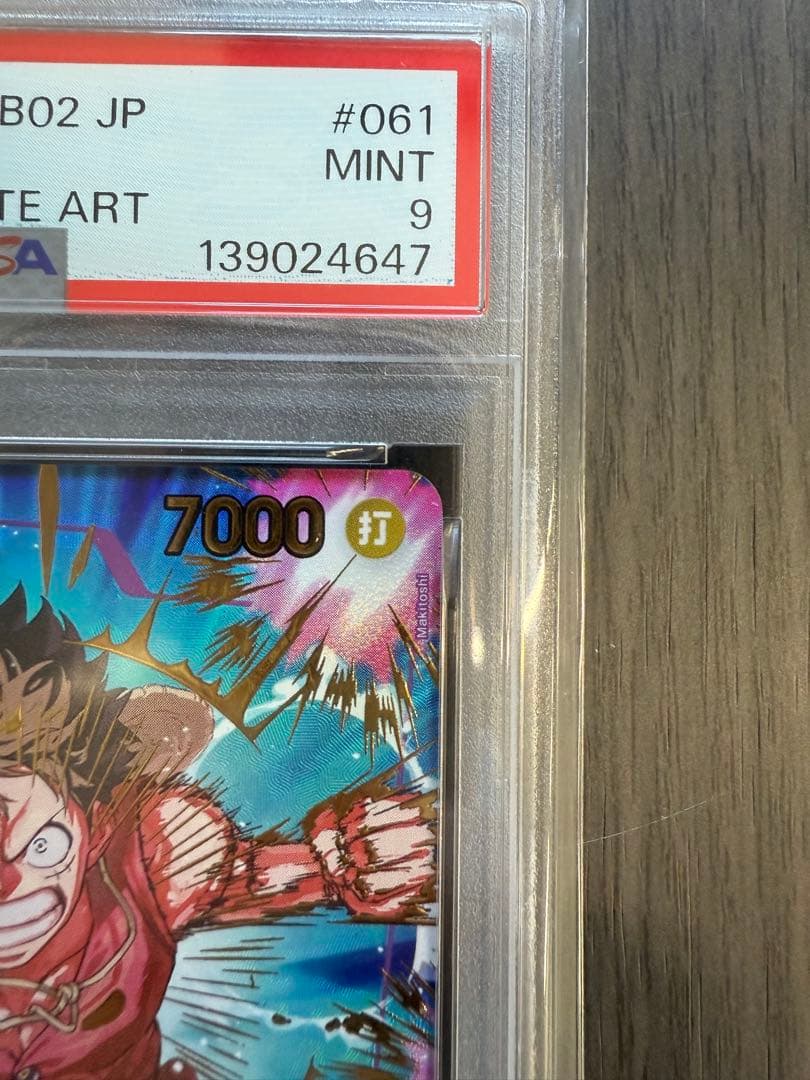 B02 JP
#061
MINT
TE ART
9
SA
139024647
7000 打
Makitoshi